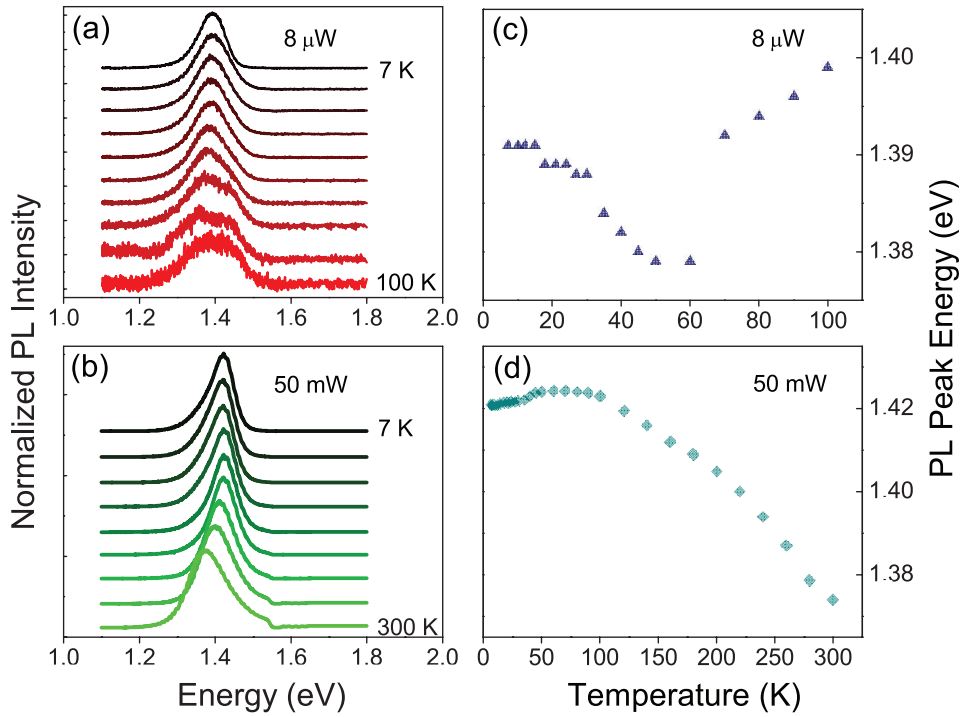 Normalized PL Intensity
(a)
8 μW
7 K
100 K
1.0 1.2 1.4 1.6 1.8 2.0
(b)
50 mW
7 K
300 K
1.0 1.2 1.4 1.6 1.8 2.0
Energy (eV)
(c)
8 μW
1.40
1.39
1.38
0 20 40 60 80 100
(d)
50 mW
1.42
1.40
1.38
0 50 100 150 200 250 300
Temperature (K)
PL Peak Energy (eV)